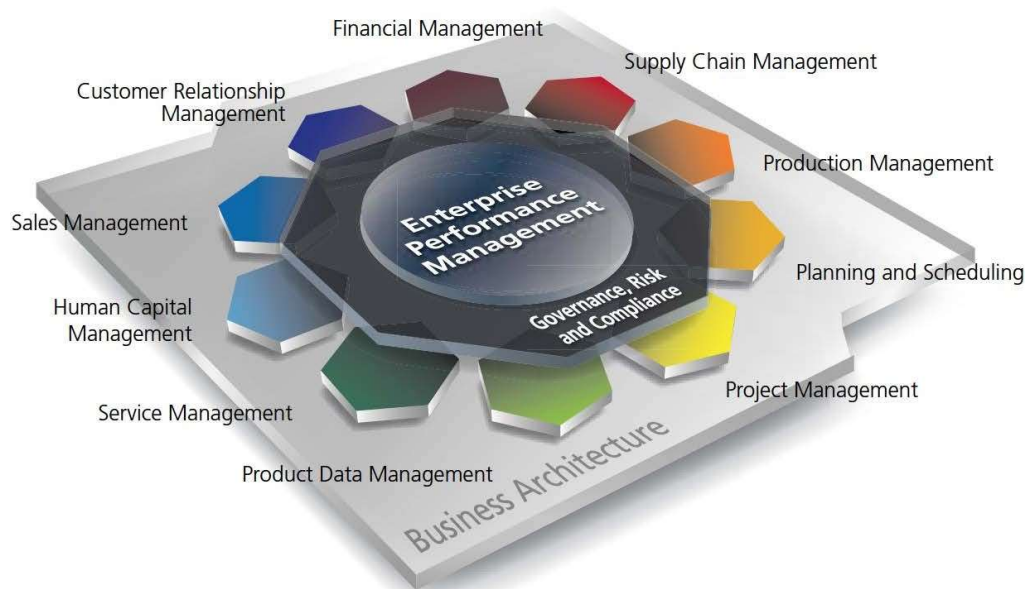 Financial Management
Supply Chain Management
Customer Relationship
Management
Production Management
Sales Management
Enterprise
Performance
Management
Planning and Scheduling
Governance, Risk
and Compliance
Human Capital
Management
Project Management
Service Management
Product Data Management
Business Architecture